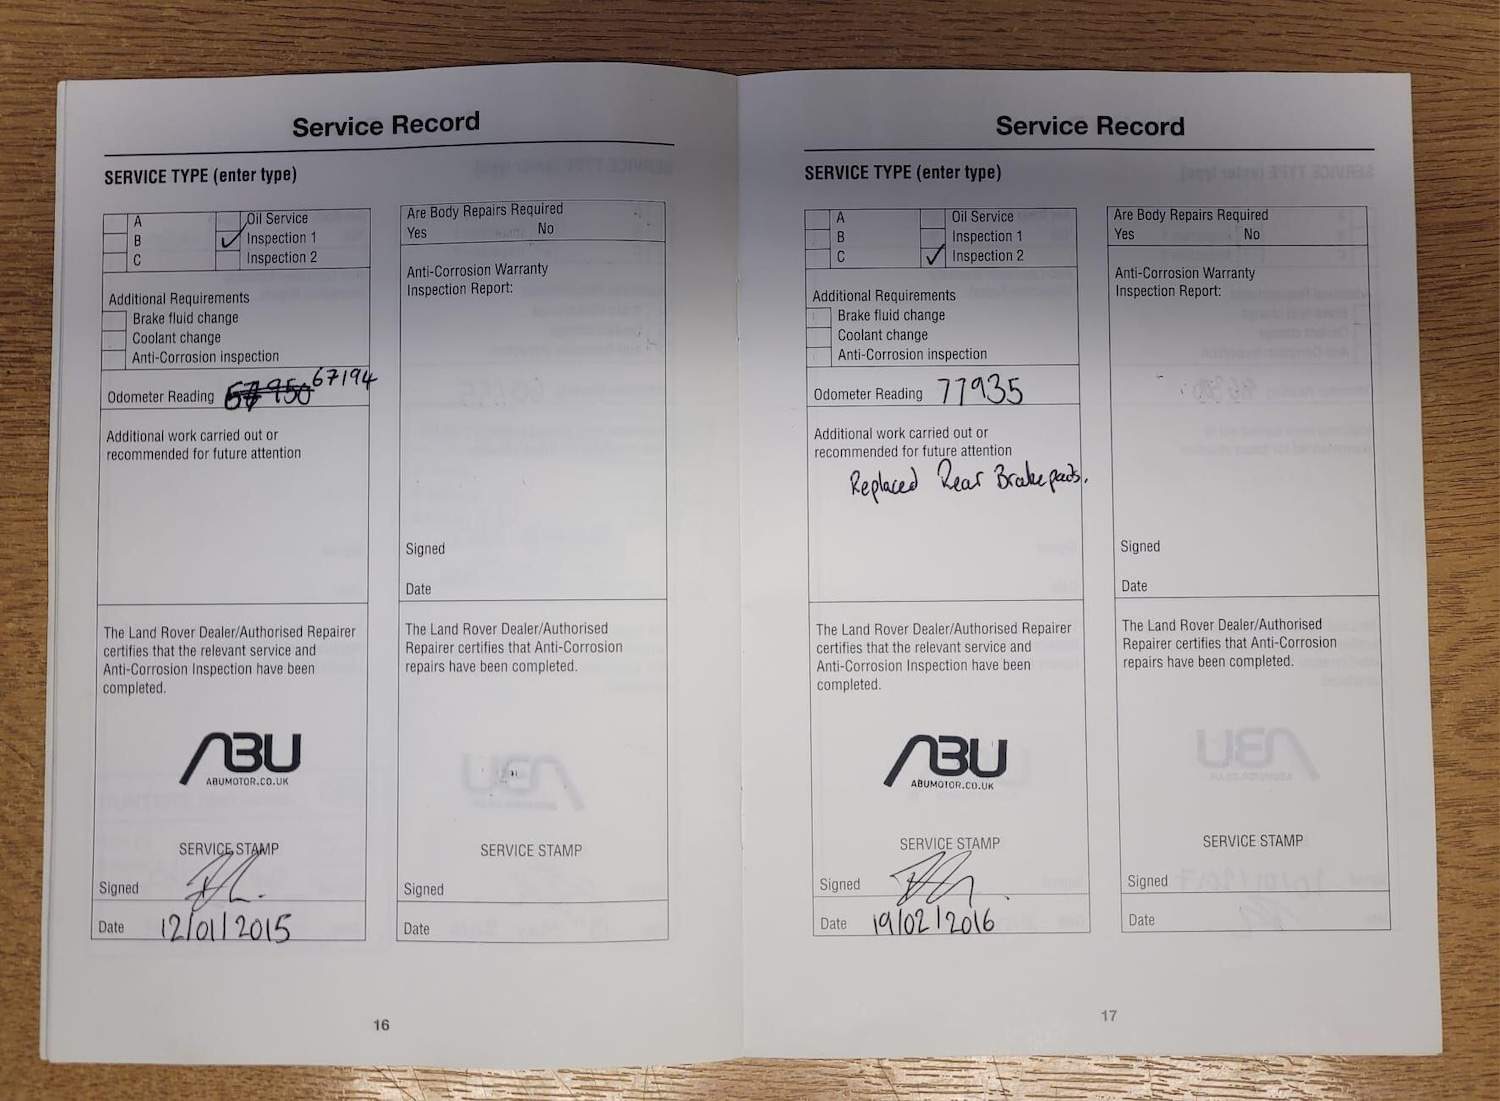 Service Record
SERVICE TYPE (enter type)
A
B
C
Oil Service
Inspection 1
Inspection 2
Additional Requirements
Brake fluid change
Coolant change
Anti-Corrosion inspection
Odometer Reading 67194
Additional work carried out or
recommended for future attention
The Land Rover Dealer/Authorised Repairer
certifies that the relevant service and
Anti-Corrosion Inspection have been
completed.
ABU
ABUMOTOR.CO.UK
SERVICE STAMP
Signed
Date 12/01/2015
Are Body Repairs Required
Yes No
Anti-Corrosion Warranty
Inspection Report:
Signed
Date
The Land Rover Dealer/Authorised
Repairer certifies that Anti-Corrosion
repairs have been completed.
SERVICE STAMP
Signed
Date
16
Service Record
SERVICE TYPE (enter type)
A
B
C
Oil Service
Inspection 1
Inspection 2
Additional Requirements
Brake fluid change
Coolant change
Anti-Corrosion inspection
Odometer Reading 77935
Additional work carried out or
recommended for future attention
Replaced Rear Brakepads.
The Land Rover Dealer/Authorised Repairer
certifies that the relevant service and
Anti-Corrosion Inspection have been
completed.
ABU
ABUMOTOR.CO.UK
SERVICE STAMP
Signed
Date 19/02/2016
Are Body Repairs Required
Yes No
Anti-Corrosion Warranty
Inspection Report:
Signed
Date
The Land Rover Dealer/Authorised
Repairer certifies that Anti-Corrosion
repairs have been completed.
SERVICE STAMP
Signed
Date
17